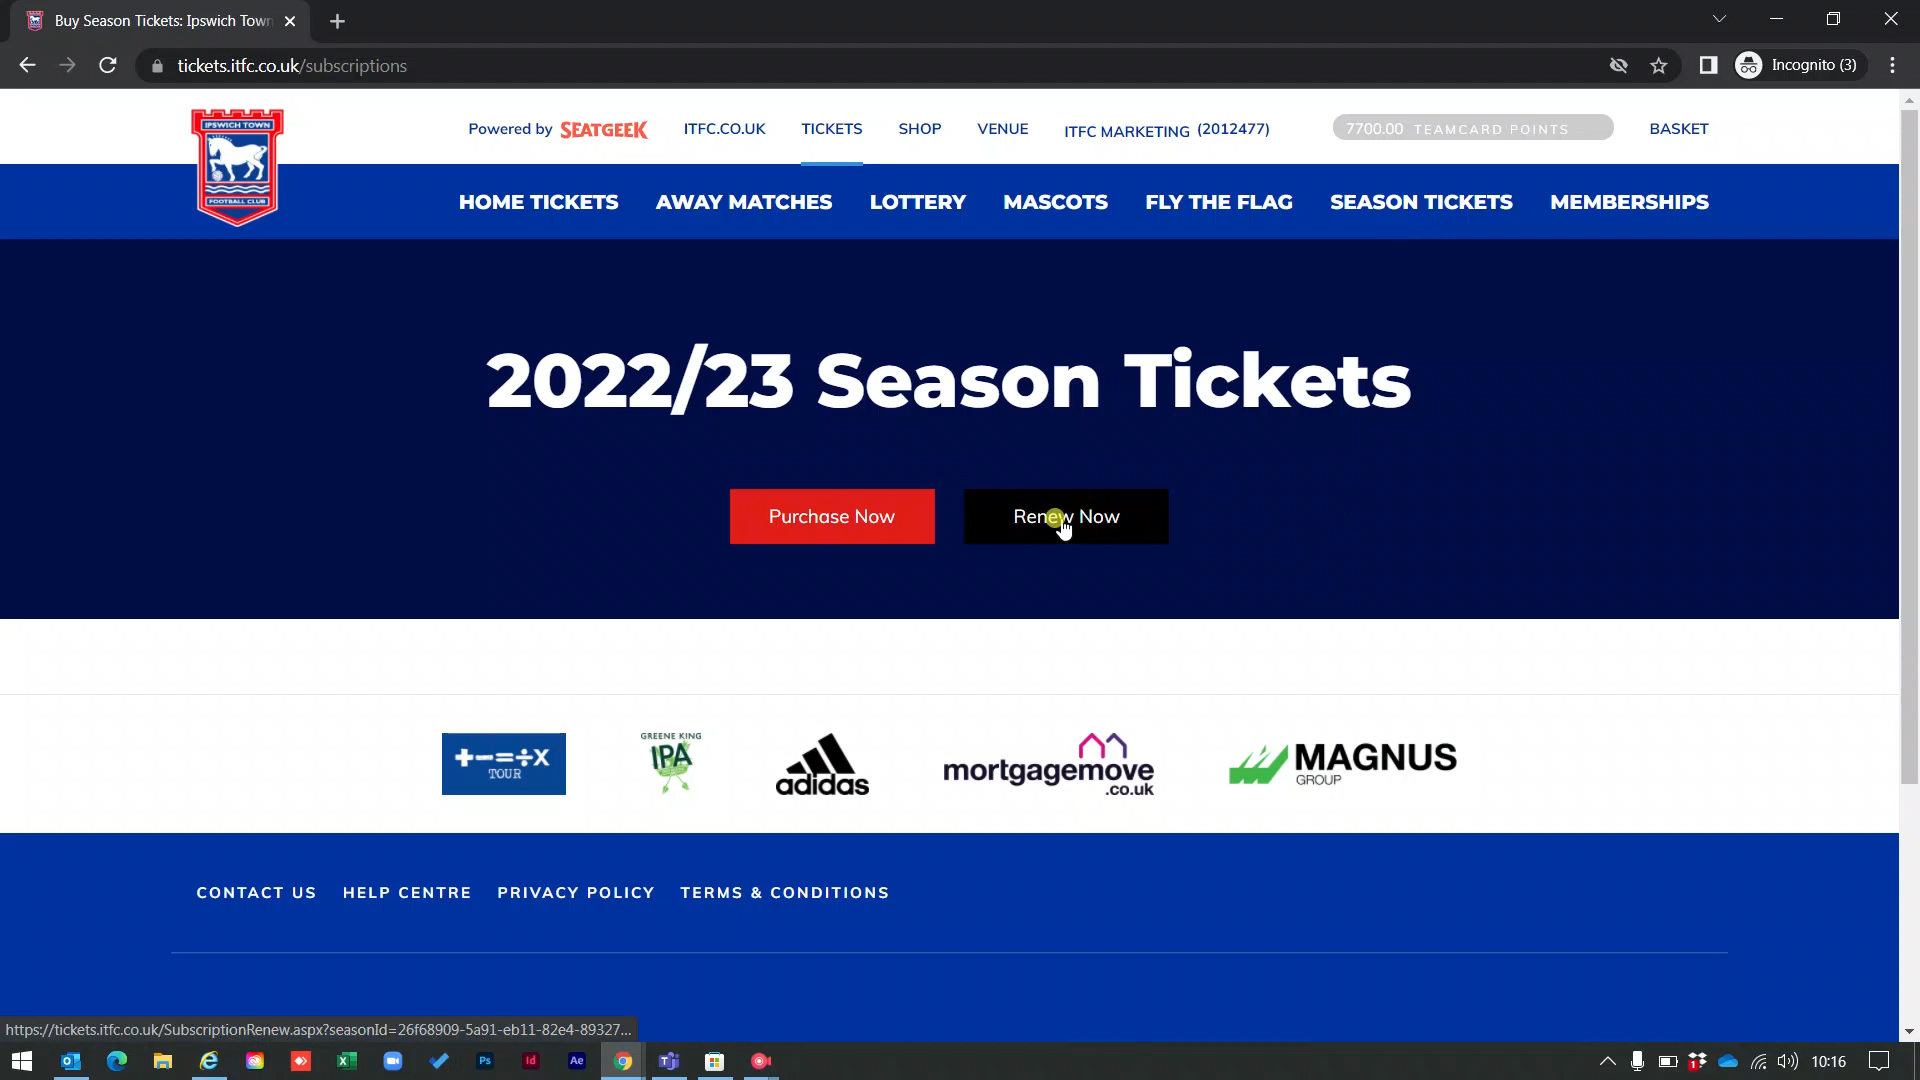 Buy Season Tickets: Ipswich Town
tickets.itfc.co.uk/subscriptions
Incognito (3)
IPSWICH TOWN
FOOTBALL CLUB
Powered by SEATGEEK
ITFC.CO.UK
TICKETS
SHOP
VENUE
ITFC MARKETING (2012477)
7700.00 TEAMCARD POINTS
BASKET
HOME TICKETS
AWAY MATCHES
LOTTERY
MASCOTS
FLY THE FLAG
SEASON TICKETS
MEMBERSHIPS
2022/23 Season Tickets
Purchase Now
Renew Now
+-=÷x
TOUR
GREENE KING
IPA
adidas
mortgagemove
.co.uk
MAGNUS
GROUP
CONTACT US
HELP CENTRE
PRIVACY POLICY
TERMS & CONDITIONS
https://tickets.itfc.co.uk/SubscriptionRenew.aspx?seasonId=26f68909-5a91-eb11-82e4-89327...
Ps
Id
Ae
10:16